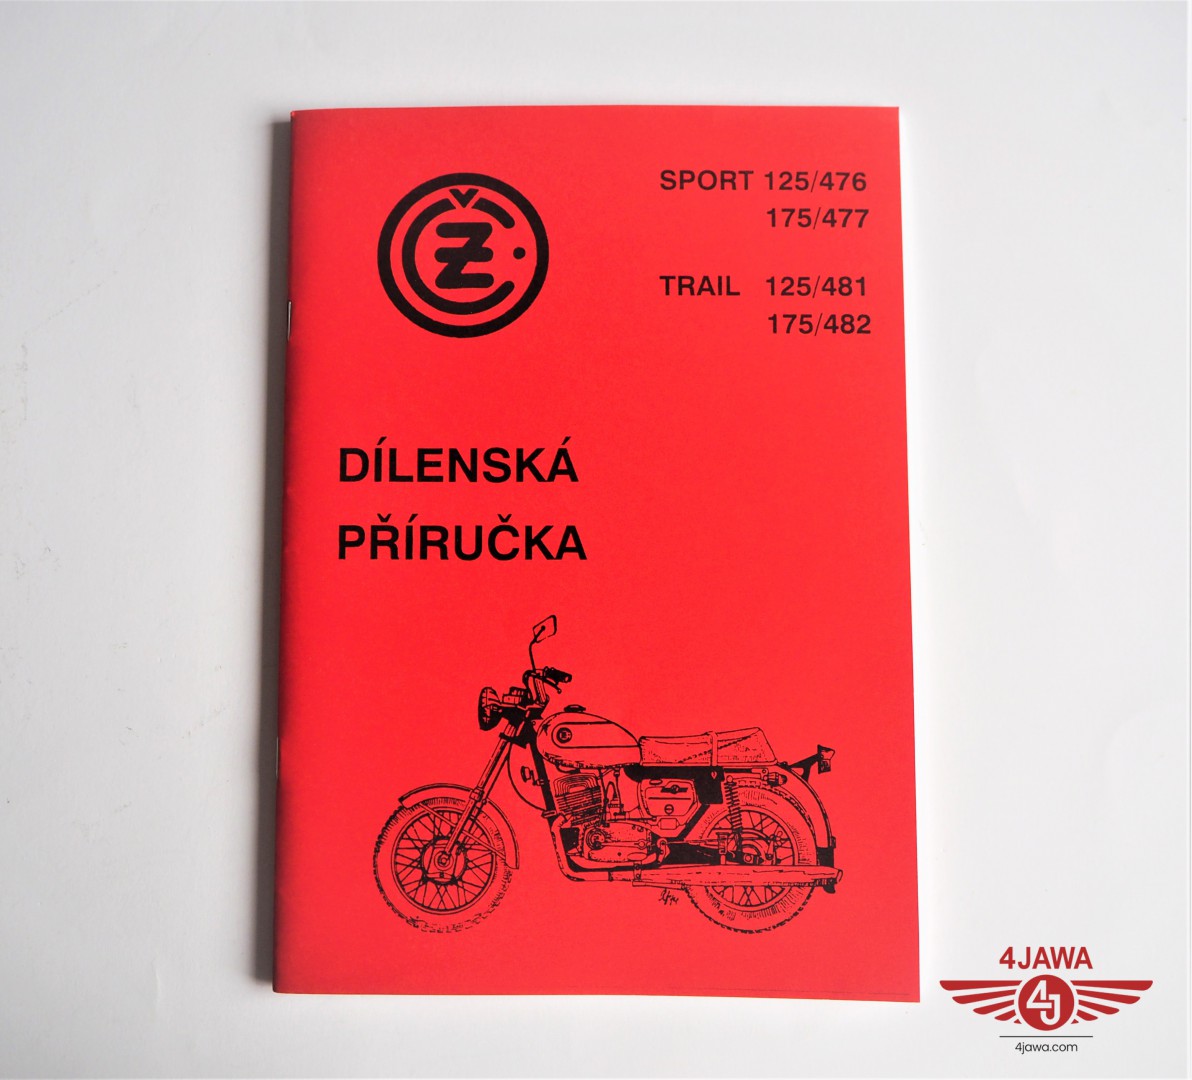 ČZ
SPORT 125/476
175/477
TRAIL 125/481
175/482
DÍLENSKÁ
PŘÍRUČKA
4JAWA
4J
4jawa.com